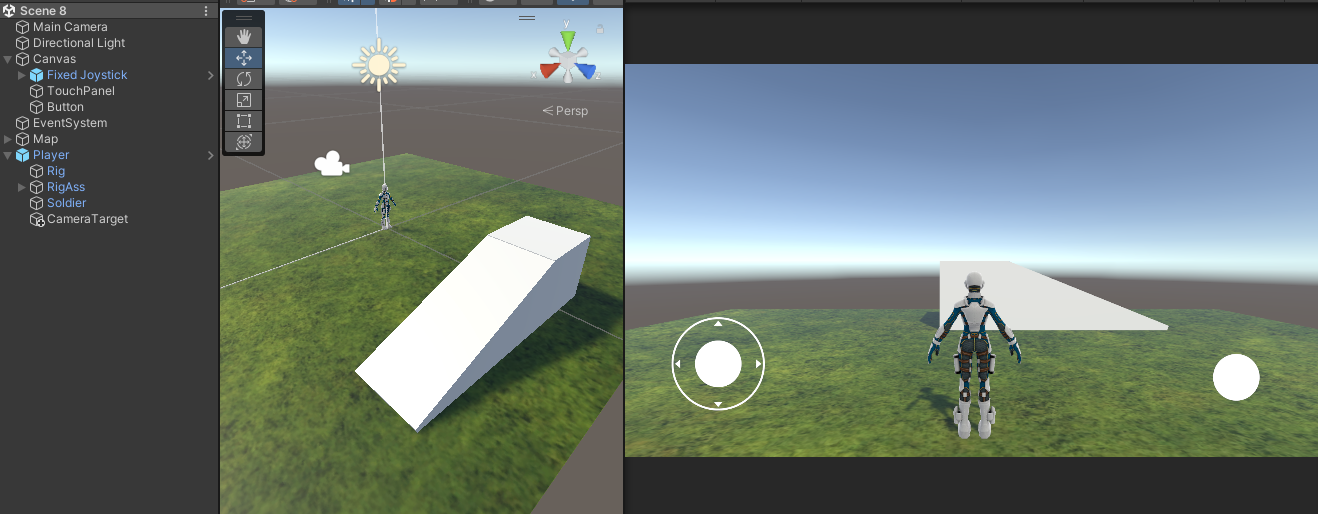 Scene 8
Main Camera
Directional Light
Canvas
Fixed Joystick
TouchPanel
Button
EventSystem
Map
Player
Rig
RigAss
Soldier
CameraTarget
y
x
z
Persp